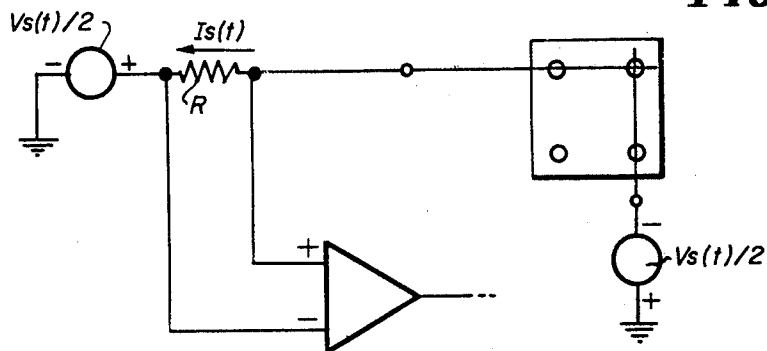 Vs(t)/2
Is(t)
- +
R
+
-
-
Vs(t)/2
+